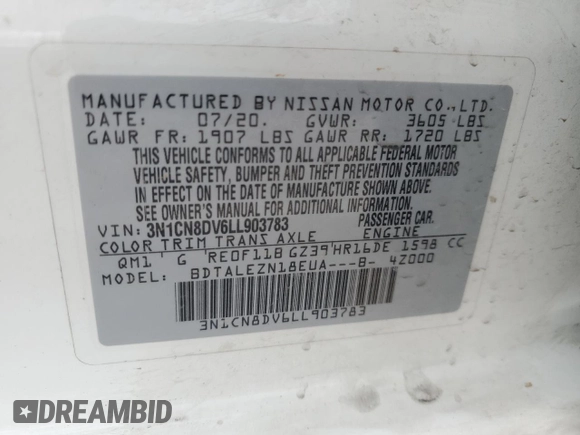 MANUFACTURED BY NISSAN MOTOR CO.,LTD.
DATE: 07/20. GVWR: 3605 LBS
GAWR FR: 1907 LBS GAWR RR: 1720 LBS
THIS VEHICLE CONFORMS TO ALL APPLICABLE FEDERAL MOTOR
VEHICLE SAFETY, BUMPER AND THEFT PREVENTION STANDARDS
IN EFFECT ON THE DATE OF MANUFACTURE SHOWN ABOVE.
SEE OWNER'S MANUAL FOR ADDITIONAL INFORMATION.
VIN: 3N1CN8DV6LL903783 PASSENGER CAR.
COLOR TRIM TRANS AXLE ENGINE
QM1 G RE0F11B GZ39 HR16DE 1598 CC
MODEL: BDTALEZN18EUA---B- 4Z000
3N1CN8DV6LL903783
DREAMBID